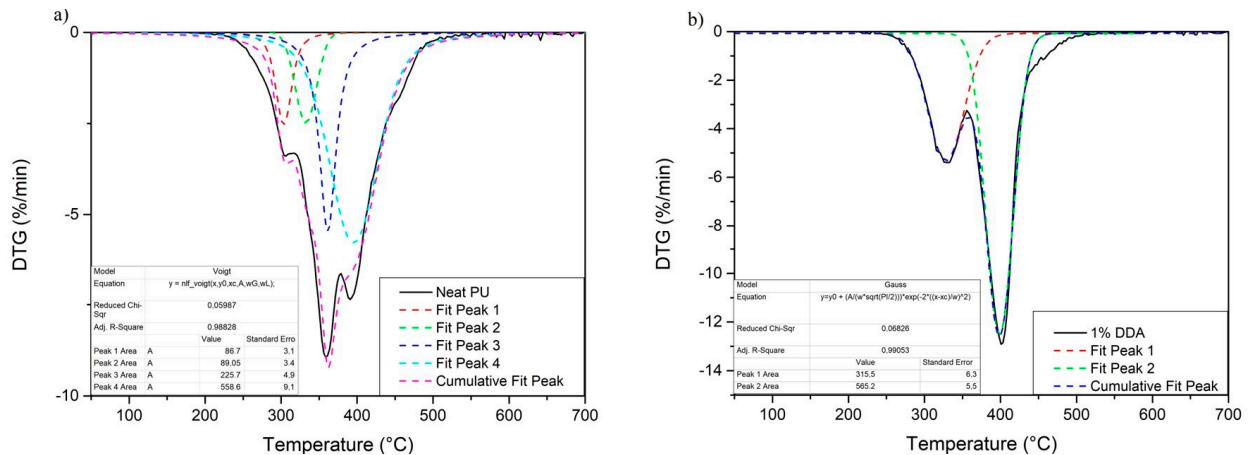 a)
DTG (%/min)
0
-5
-10
100 200 300 400 500 600 700
Temperature (°C)
Model Voigt
Equation y = nlf_voigt(x,y0,xc,A,wG,wL);
Reduced Chi-
Sqr 0.05987
Adj. R-Square 0.98828
Value Standard Erro
Peak 1 Area A 86.7 3.1
Peak 2 Area A 89.05 3.4
Peak 3 Area A 225.7 4.9
Peak 4 Area A 558.6 9.1
Neat PU
Fit Peak 1
Fit Peak 2
Fit Peak 3
Fit Peak 4
Cumulative Fit Peak
b)
DTG (%/min)
0
-2
-4
-6
-8
-10
-12
-14
100 200 300 400 500 600 700
Temperature (°C)
Model Gauss
Equation y=y0 + (A/(w*sqrt(PI/2)))*exp(-2*((x-xc)/w)^2)
Reduced Chi-Sqr 0.06826
Adj. R-Square 0.99053
Value Standard Error
Peak 1 Area 315.5 6.3
Peak 2 Area 565.2 5.5
1% DDA
Fit Peak 1
Fit Peak 2
Cumulative Fit Peak